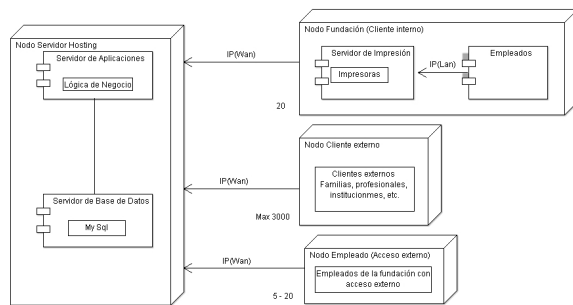 Nodo Servidor Hosting
Servidor de Aplicaciones
Lógica de Negocio
Servidor de Base de Datos
My Sql
IP(Wan)
Nodo Fundación (Cliente interno)
Servidor de Impresión
Impresoras
IP(Lan)
Empleados
20
IP(Wan)
Nodo Cliente externo
Clientes externos
Familias, profesionales,
institucionmes, etc.
Max 3000
IP(Wan)
Nodo Empleado (Acceso externo)
Empleados de la fundación con
acceso externo
5 - 20